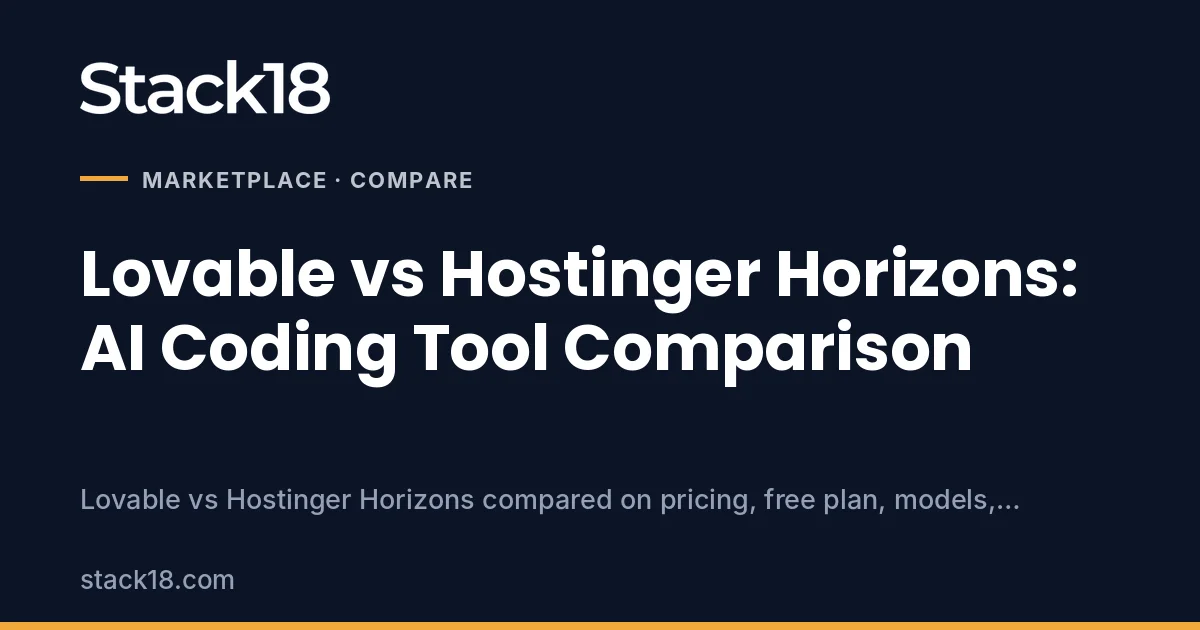 Stack18
MARKETPLACE · COMPARE
Lovable vs Hostinger Horizons:
AI Coding Tool Comparison
Lovable vs Hostinger Horizons compared on pricing, free plan, models,...
stack18.com